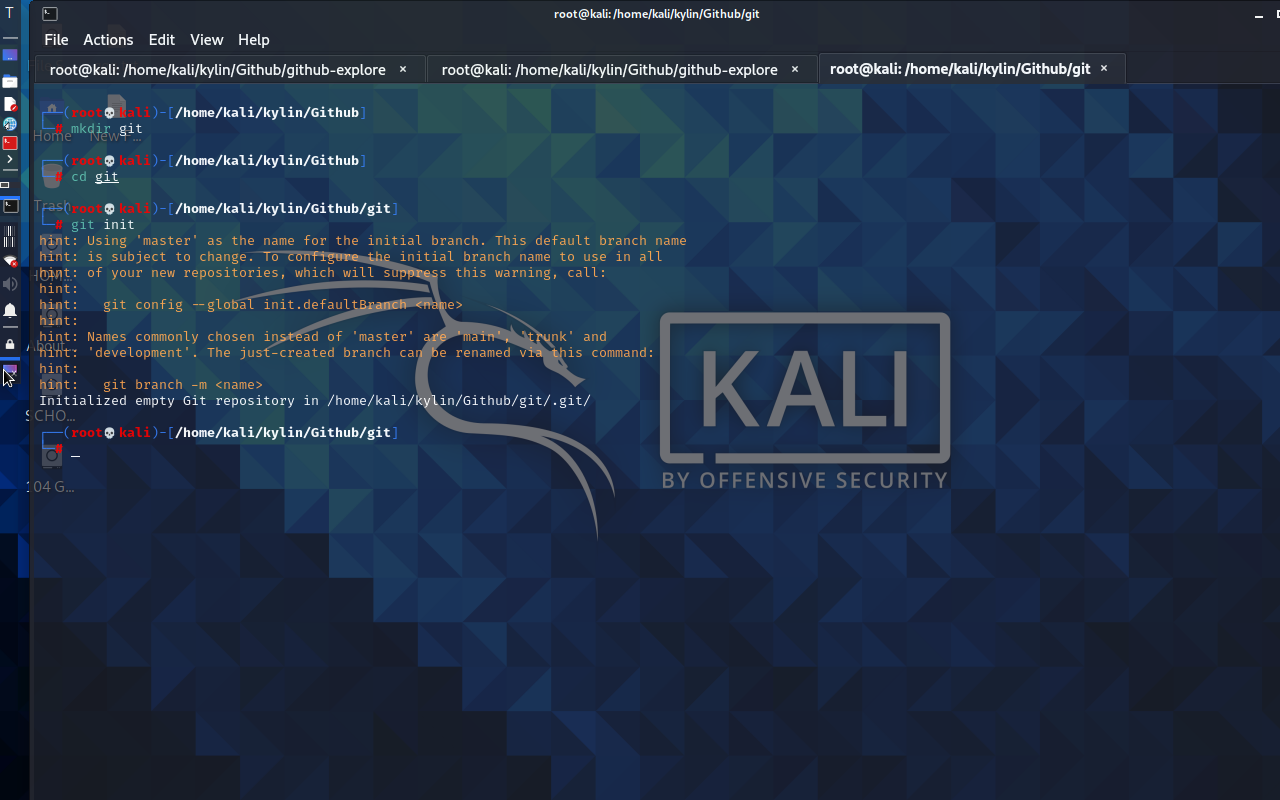 T
root@kali: /home/kali/kylin/Github/git
File Actions Edit View Help
root@kali: /home/kali/kylin/Github/github-explore ×
root@kali: /home/kali/kylin/Github/github-explore ×
root@kali: /home/kali/kylin/Github/git ×
┌──(root💀kali)-[/home/kali/kylin/Github]
└─# mkdir git
Home New F...
┌──(root💀kali)-[/home/kali/kylin/Github]
└─# cd git
Trash
┌──(root💀kali)-[/home/kali/kylin/Github/git]
└─# git init
hint: Using 'master' as the name for the initial branch. This default branch name
hint: is subject to change. To configure the initial branch name to use in all
hint: of your new repositories, which will suppress this warning, call:
hint:
hint:   git config --global init.defaultBranch <name>
hint:
hint: Names commonly chosen instead of 'master' are 'main', 'trunk' and
hint: 'development'. The just-created branch can be renamed via this command:
hint:
hint:   git branch -m <name>
Initialized empty Git repository in /home/kali/kylin/Github/git/.git/
SCHO...
┌──(root💀kali)-[/home/kali/kylin/Github/git]
└─# _
104 G...
KALI
BY OFFENSIVE SECURITY